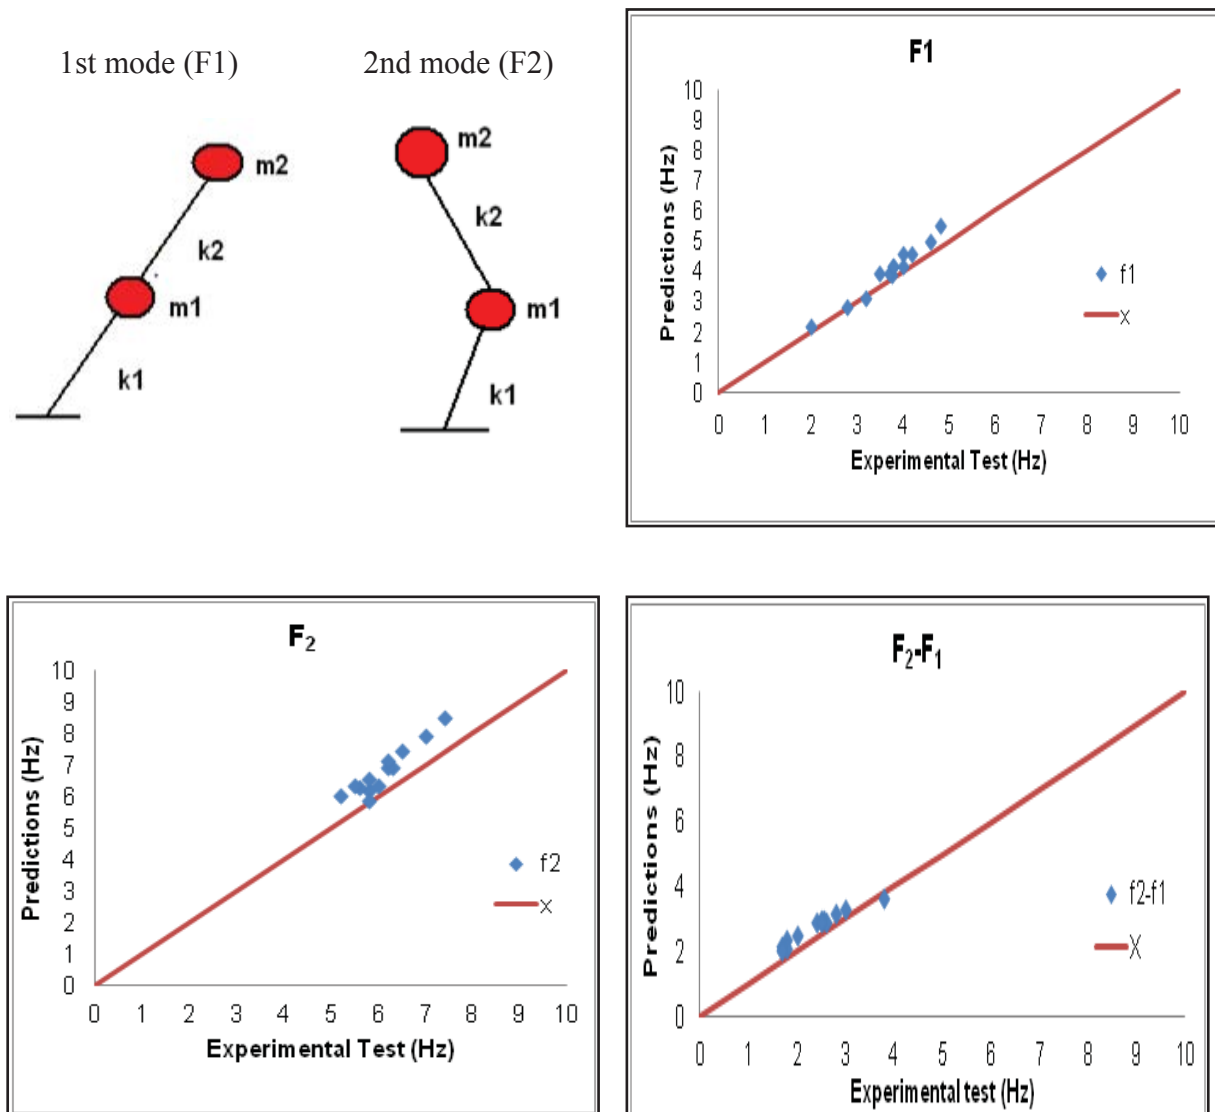 1st mode (F1)
2nd mode (F2)
m2
k2
m1
k1
m2
k2
m1
k1
F1
Predictions (Hz)
10
9
8
7
6
5
4
3
2
1
0
f1
x
0 1 2 3 4 5 6 7 8 9 10
Experimental Test (Hz)
F₂
Predictions (Hz)
10
9
8
7
6
5
4
3
2
1
0
f2
x
0 1 2 3 4 5 6 7 8 9 10
Experimental Test (Hz)
F₂-F₁
Predictions (Hz)
10
8
6
4
2
0
f2-f1
X
0 1 2 3 4 5 6 7 8 9 10
Experimental test (Hz)